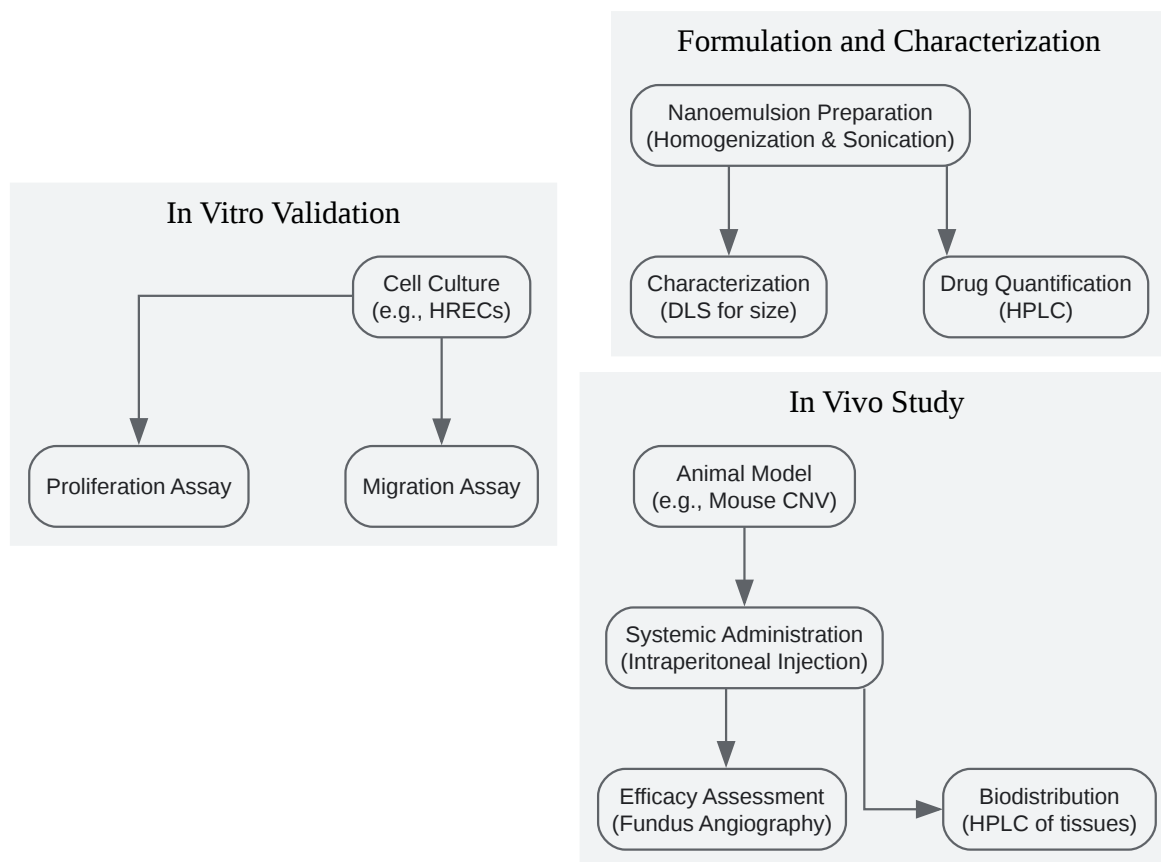 Formulation and Characterization
Nanoemulsion Preparation
(Homogenization & Sonication)
Characterization
(DLS for size)
Drug Quantification
(HPLC)
In Vitro Validation
Cell Culture
(e.g., HRECs)
Proliferation Assay
Migration Assay
In Vivo Study
Animal Model
(e.g., Mouse CNV)
Systemic Administration
(Intraperitoneal Injection)
Efficacy Assessment
(Fundus Angiography)
Biodistribution
(HPLC of tissues)